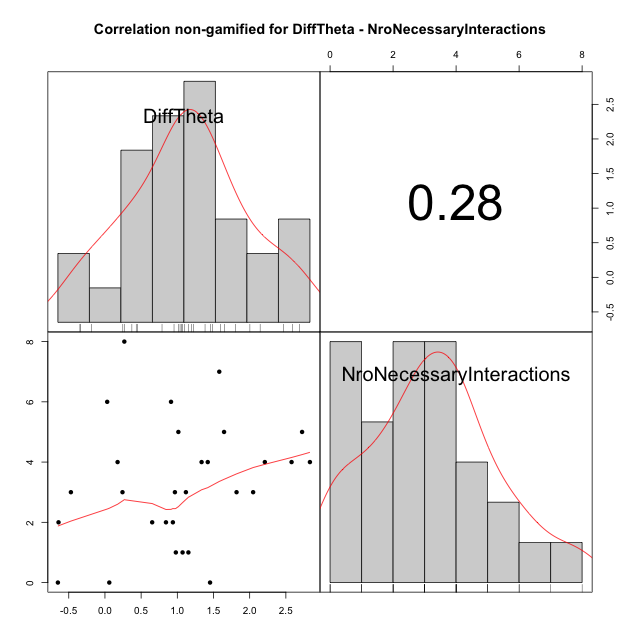 Correlation non-gamified for DiffTheta - NroNecessaryInteractions
0 2 4 6 8
DiffTheta
0.28
-0.5 0.0 0.5 1.0 1.5 2.0 2.5
NroNecessaryInteractions
0 2 4 6 8
-0.5 0.0 0.5 1.0 1.5 2.0 2.5